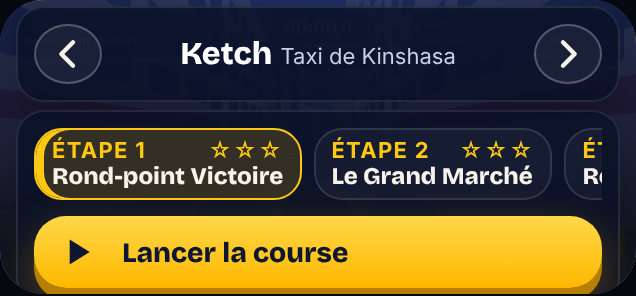 Ketch Taxi de Kinshasa
ÉTAPE 1 ☆☆☆
Rond-point Victoire
ÉTAPE 2 ☆☆☆
Le Grand Marché
Lancer la course